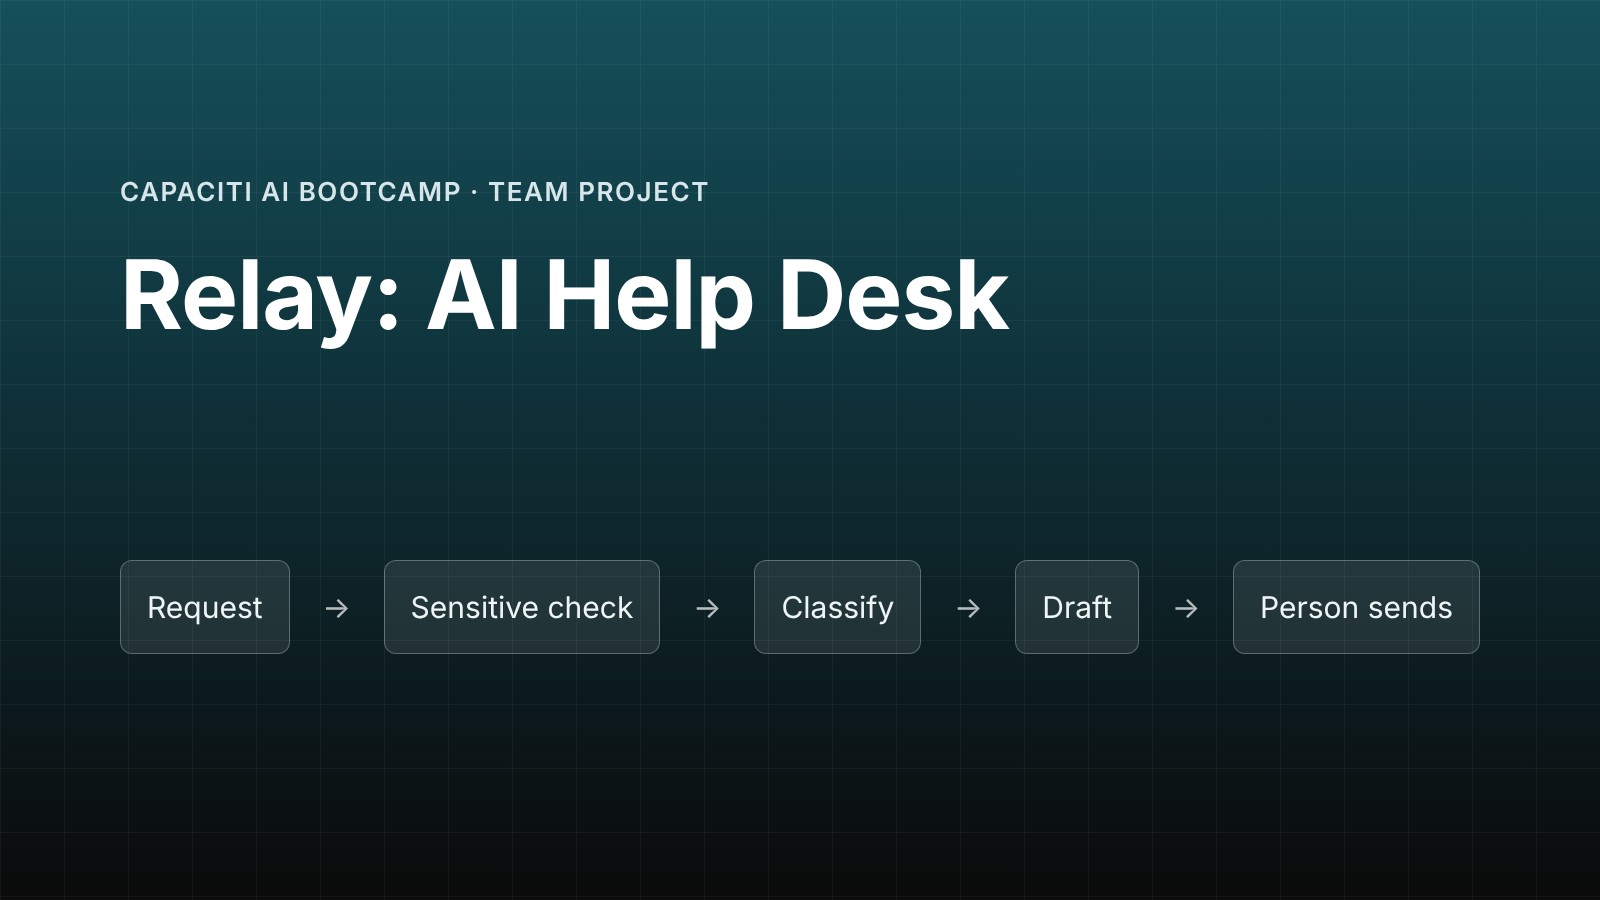 CAPACITI AI BOOTCAMP · TEAM PROJECT
Relay: AI Help Desk
Request → Sensitive check → Classify → Draft → Person sends